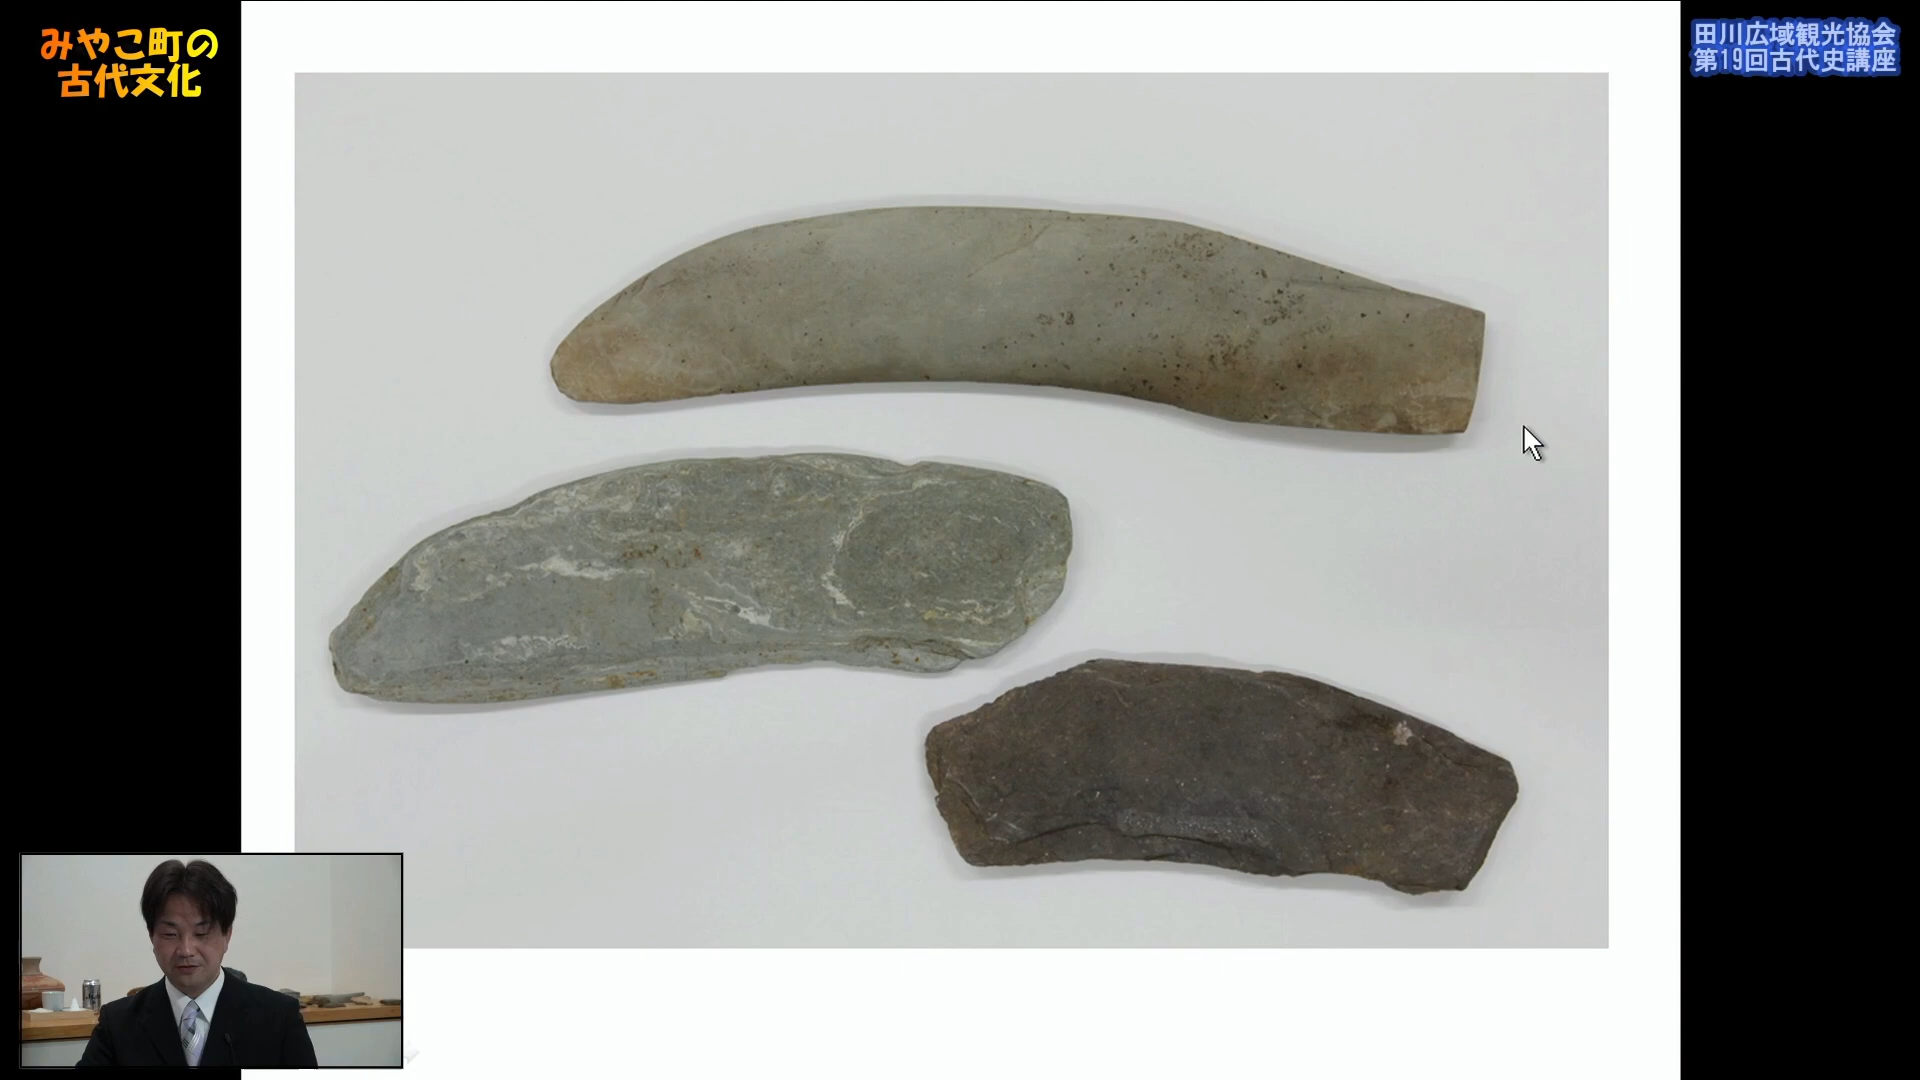 みやこ町の
古代文化
田川広域観光協会
第19回古代史講座